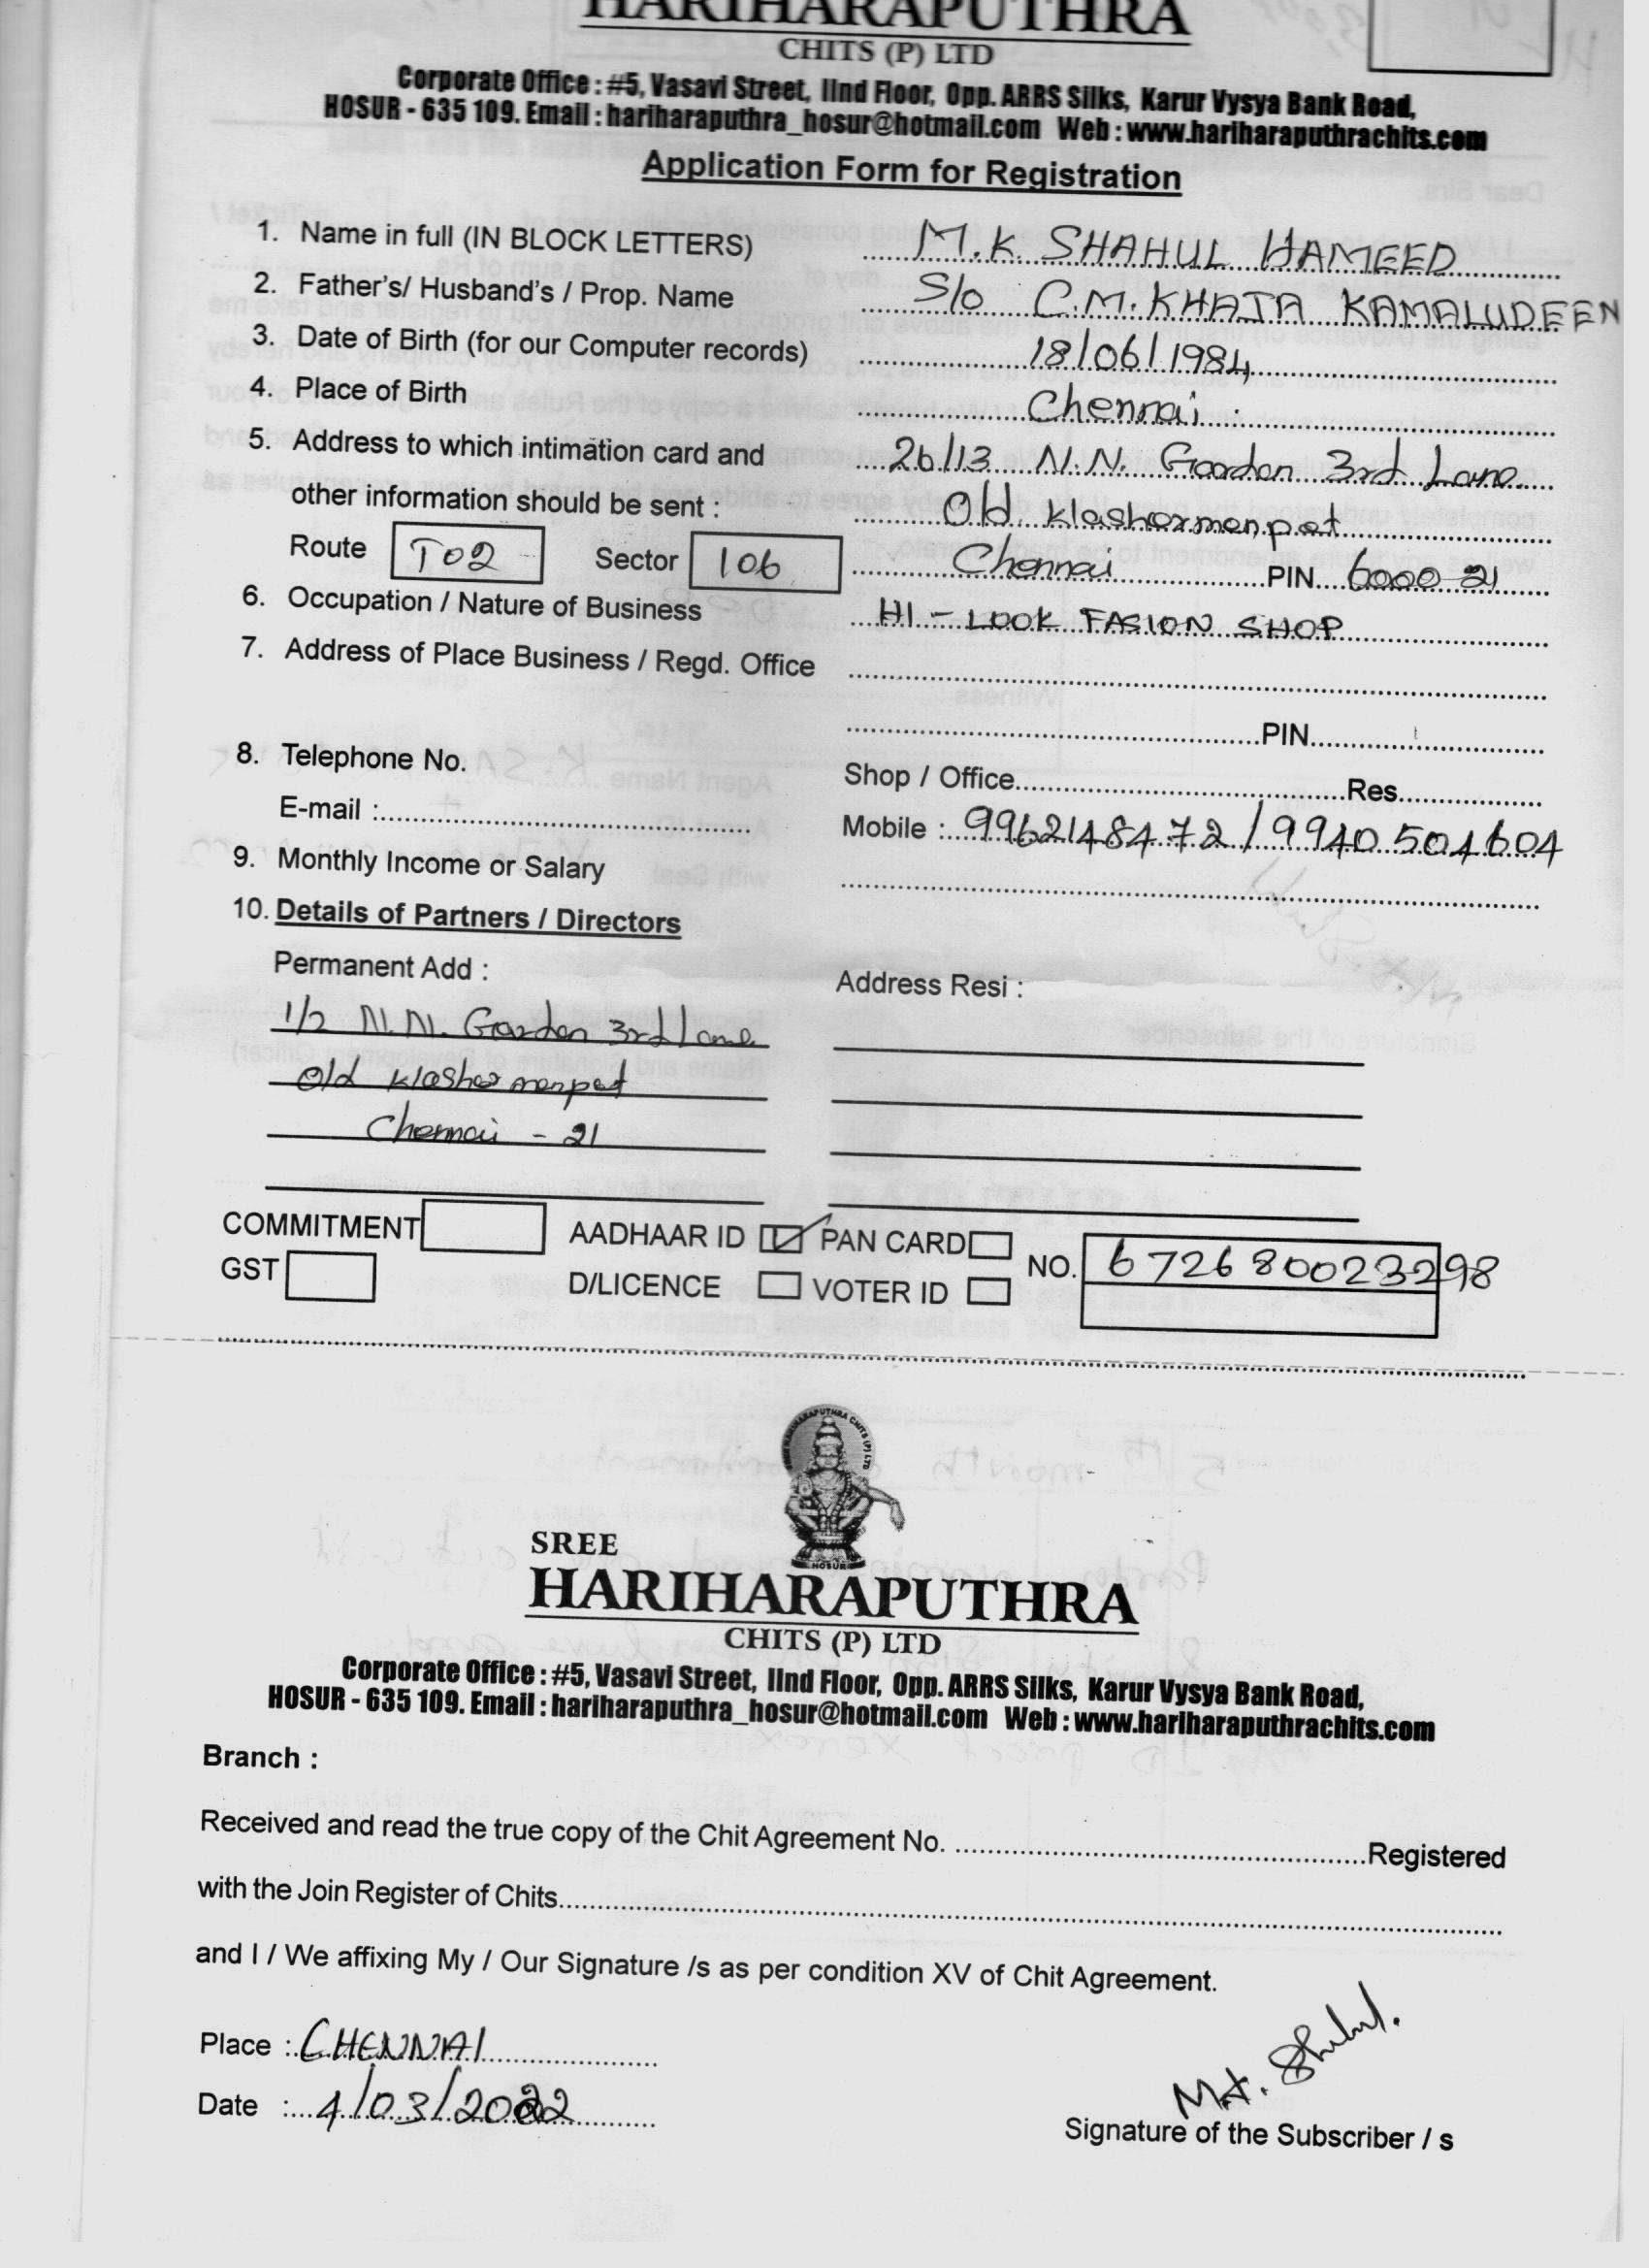 HARIHARAPUTHRA
CHITS (P) LTD
Corporate Office : #5, Vasavi Street, IInd Floor, Opp. ARRS Silks, Karur Vysya Bank Road,
HOSUR - 635 109. Email : hariharaputhra_hosur@hotmail.com Web : www.hariharaputhrachits.com
Application Form for Registration
1. Name in full (IN BLOCK LETTERS) M.K. SHAHUL HAMEED
2. Father's/ Husband's / Prop. Name S/o C.M. KHAJA KAMALUDEEN
3. Date of Birth (for our Computer records) 18/06/1984
4. Place of Birth Chennai
5. Address to which intimation card and 26/13 N.N. Garden 3rd Lane
other information should be sent : Old Klashermenpet
Route T02 Sector 106 Chennai PIN 6000 21
6. Occupation / Nature of Business HI - LOOK FASION SHOP
7. Address of Place Business / Regd. Office
PIN
8. Telephone No. Shop / Office Res.
E-mail : Mobile : 9962148472 / 9940504604
9. Monthly Income or Salary
10. Details of Partners / Directors
Permanent Add : Address Resi :
1/2 N.N. Garden 3rd Lane
Old Klashermenpet
Chennai - 21
COMMITMENT AADHAAR ID PAN CARD NO. 672680023298
GST D/LICENCE VOTER ID
SREE HARIHARAPUTHRA CHITS (P) LTD
HOSUR
SREE
HARIHARAPUTHRA
CHITS (P) LTD
Corporate Office : #5, Vasavi Street, IInd Floor, Opp. ARRS Silks, Karur Vysya Bank Road,
HOSUR - 635 109. Email : hariharaputhra_hosur@hotmail.com Web : www.hariharaputhrachits.com
Branch :
Received and read the true copy of the Chit Agreement No. Registered
with the Join Register of Chits
and I / We affixing My / Our Signature /s as per condition XV of Chit Agreement.
Place : CHENNAI
Date : 4/03/2022
M.K. Shahul.
Signature of the Subscriber / s